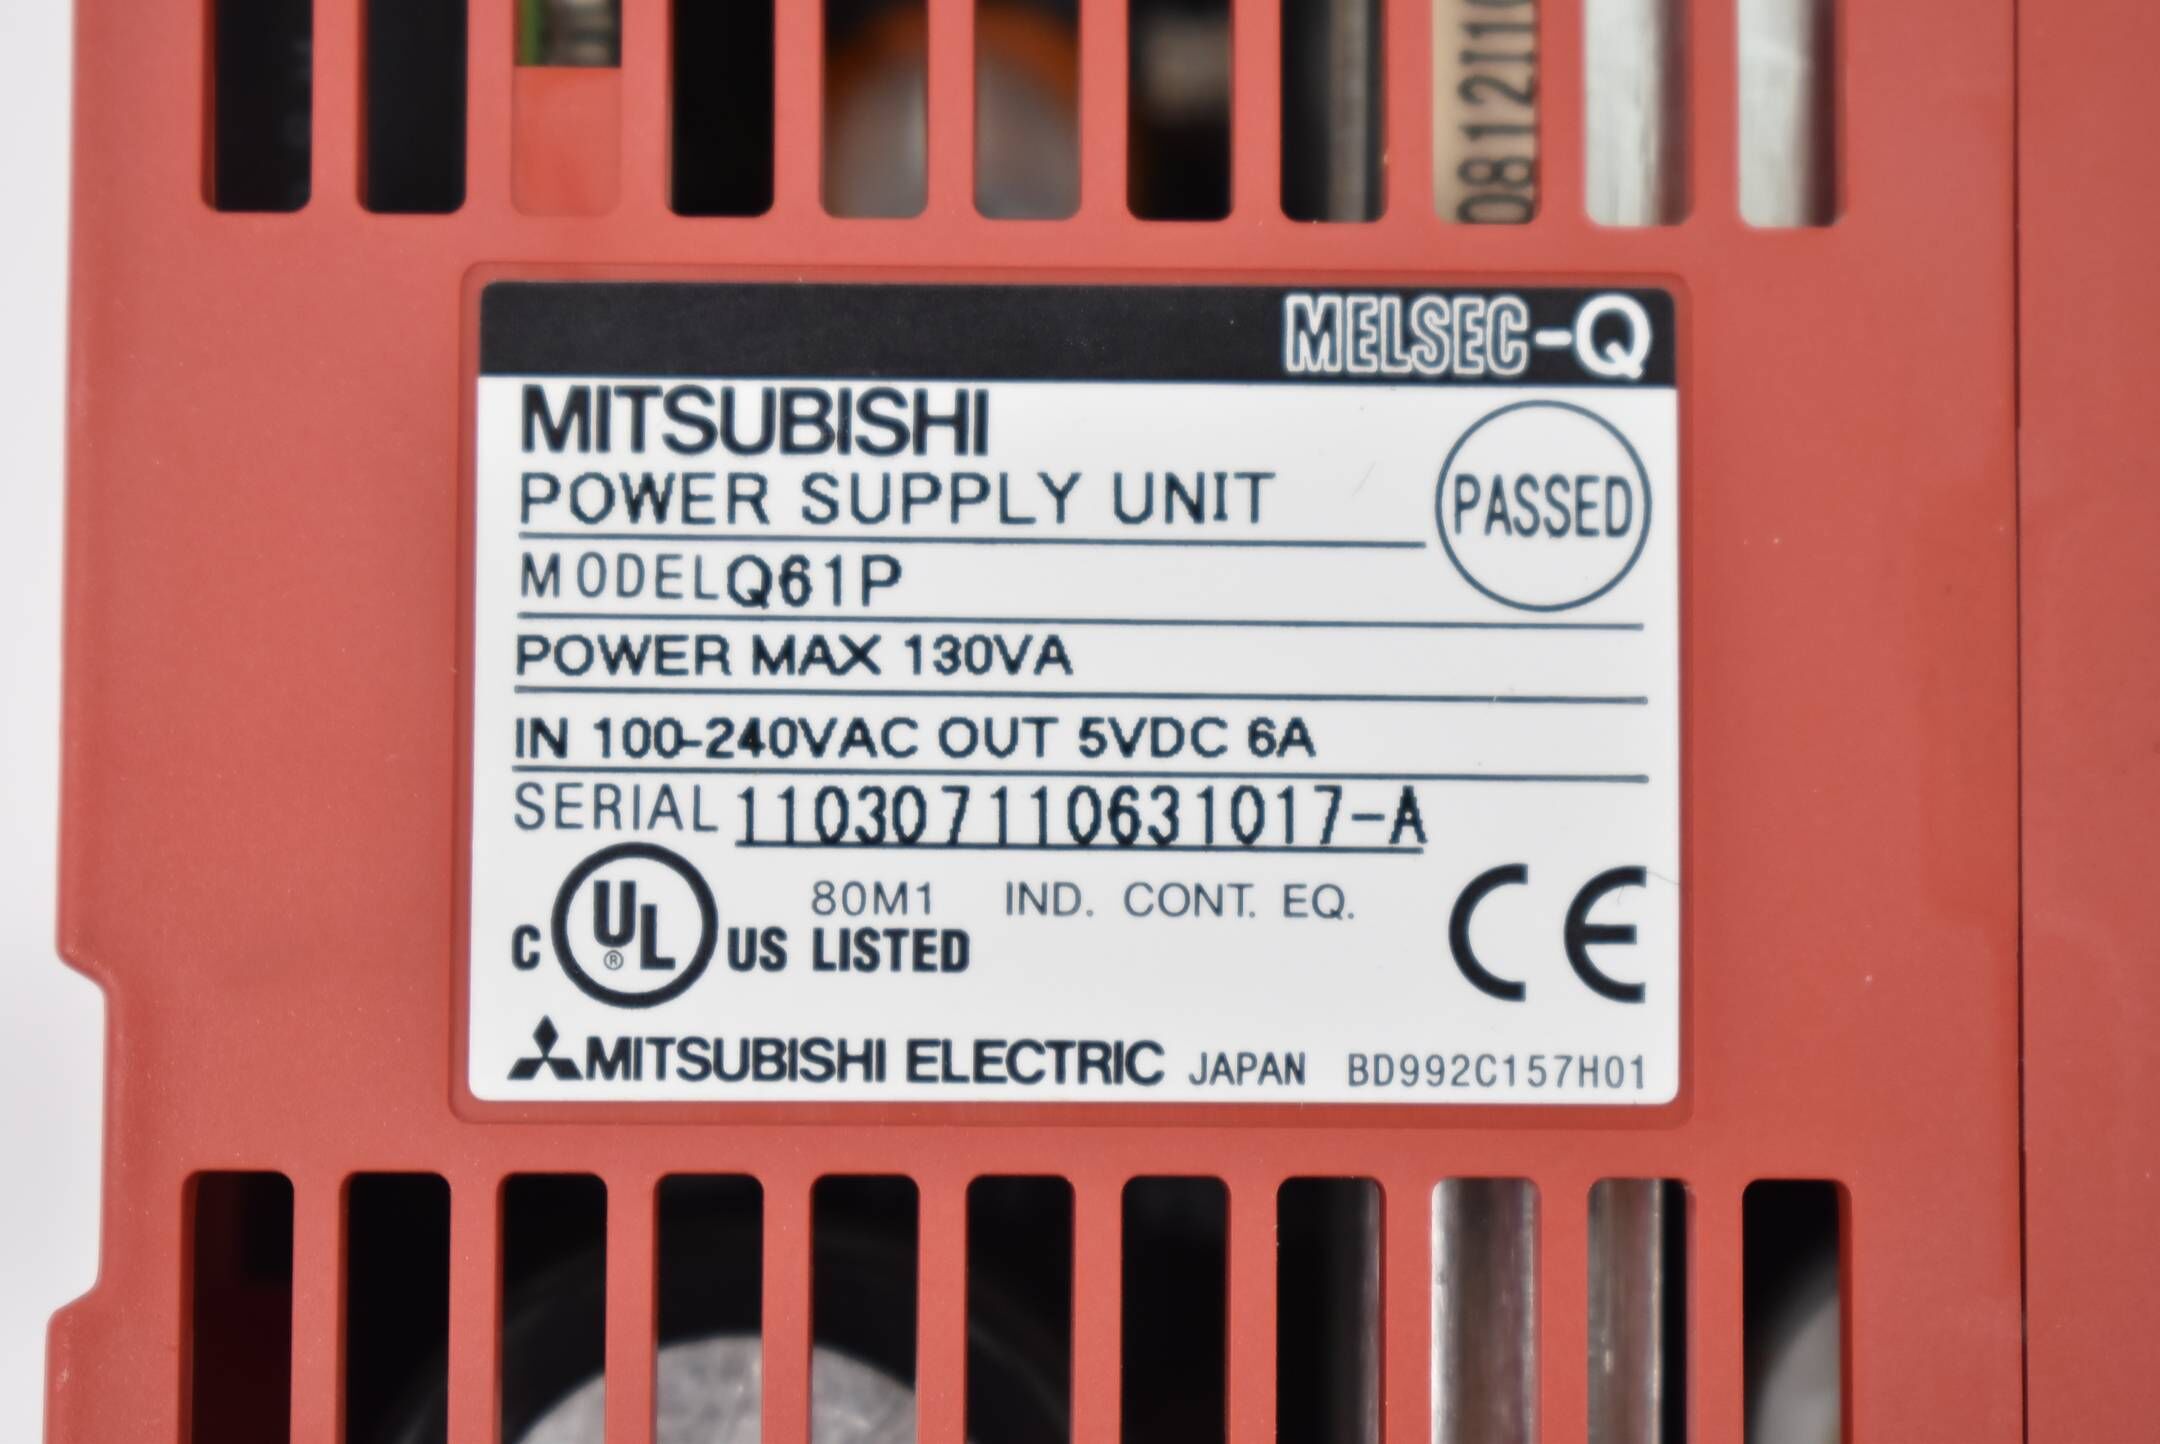 0812I1
MELSEC-Q
MITSUBISHI
POWER SUPPLY UNIT
PASSED
MODEL Q61P
POWER MAX 130VA
IN 100-240VAC OUT 5VDC 6A
SERIAL 110307110631017-A
C UL® US LISTED
80M1 IND. CONT. EQ.
CE
MITSUBISHI ELECTRIC JAPAN BD992C157H01